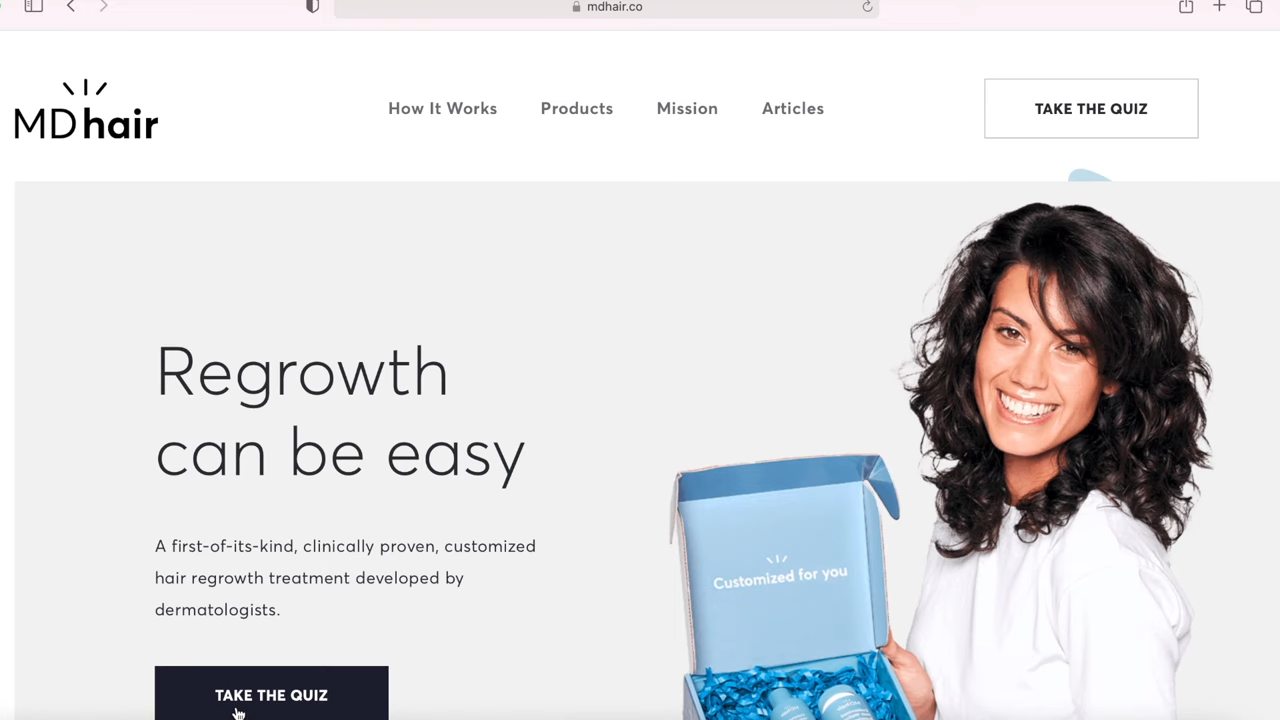 mdhair.co
MDhair
How It Works
Products
Mission
Articles
TAKE THE QUIZ
Regrowth
can be easy
A first-of-its-kind, clinically proven, customized
hair regrowth treatment developed by
dermatologists.
Customized for you
TAKE THE QUIZ